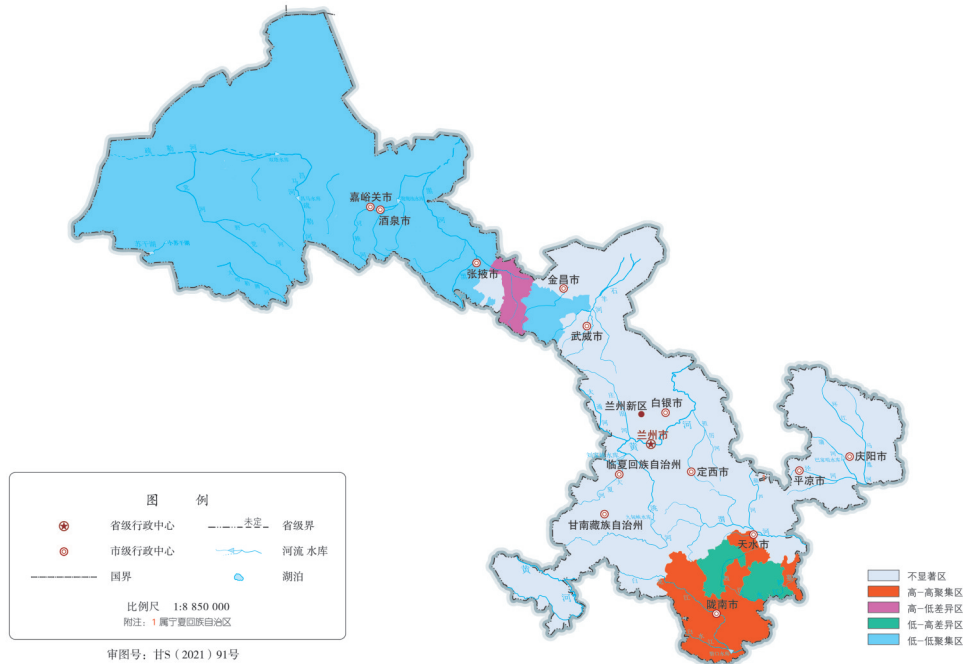 嘉峪关市
酒泉市
张掖市
金昌市
武威市
兰州新区
白银市
兰州市
临夏回族自治州
定西市
庆阳市
平凉市
甘南藏族自治州
天水市
陇南市
图 例
省级行政中心
未定
省级界
市级行政中心
河流 水库
国界
湖泊
比例尺 1:8 850 000
附注: 1 属宁夏回族自治区
审图号: 甘S（2021）91号
不显著区
高-高聚集区
高-低差异区
低-高差异区
低-低聚集区